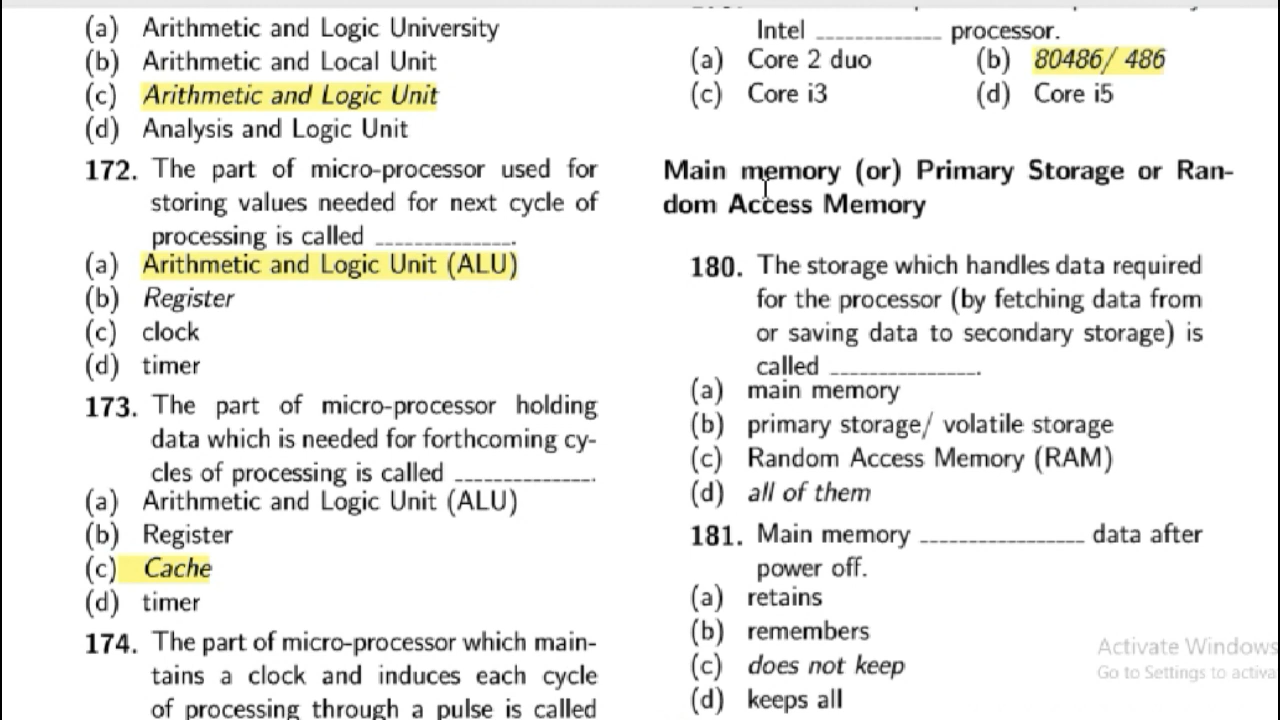 (a) Arithmetic and Logic University
(b) Arithmetic and Local Unit
(c) Arithmetic and Logic Unit
(d) Analysis and Logic Unit
172. The part of micro-processor used for
storing values needed for next cycle of
processing is called _____________.
(a) Arithmetic and Logic Unit (ALU)
(b) Register
(c) clock
(d) timer
173. The part of micro-processor holding
data which is needed for forthcoming cy-
cles of processing is called _____________.
(a) Arithmetic and Logic Unit (ALU)
(b) Register
(c) Cache
(d) timer
174. The part of micro-processor which main-
tains a clock and induces each cycle
of processing through a pulse is called
Intel ____________ processor.
(a) Core 2 duo (b) 80486/ 486
(c) Core i3 (d) Core i5
Main memory (or) Primary Storage or Ran-
dom Access Memory
180. The storage which handles data required
for the processor (by fetching data from
or saving data to secondary storage) is
called ______________.
(a) main memory
(b) primary storage/ volatile storage
(c) Random Access Memory (RAM)
(d) all of them
181. Main memory ________________ data after
power off.
(a) retains
(b) remembers
(c) does not keep
(d) keeps all
Activate Windows
Go to Settings to activa